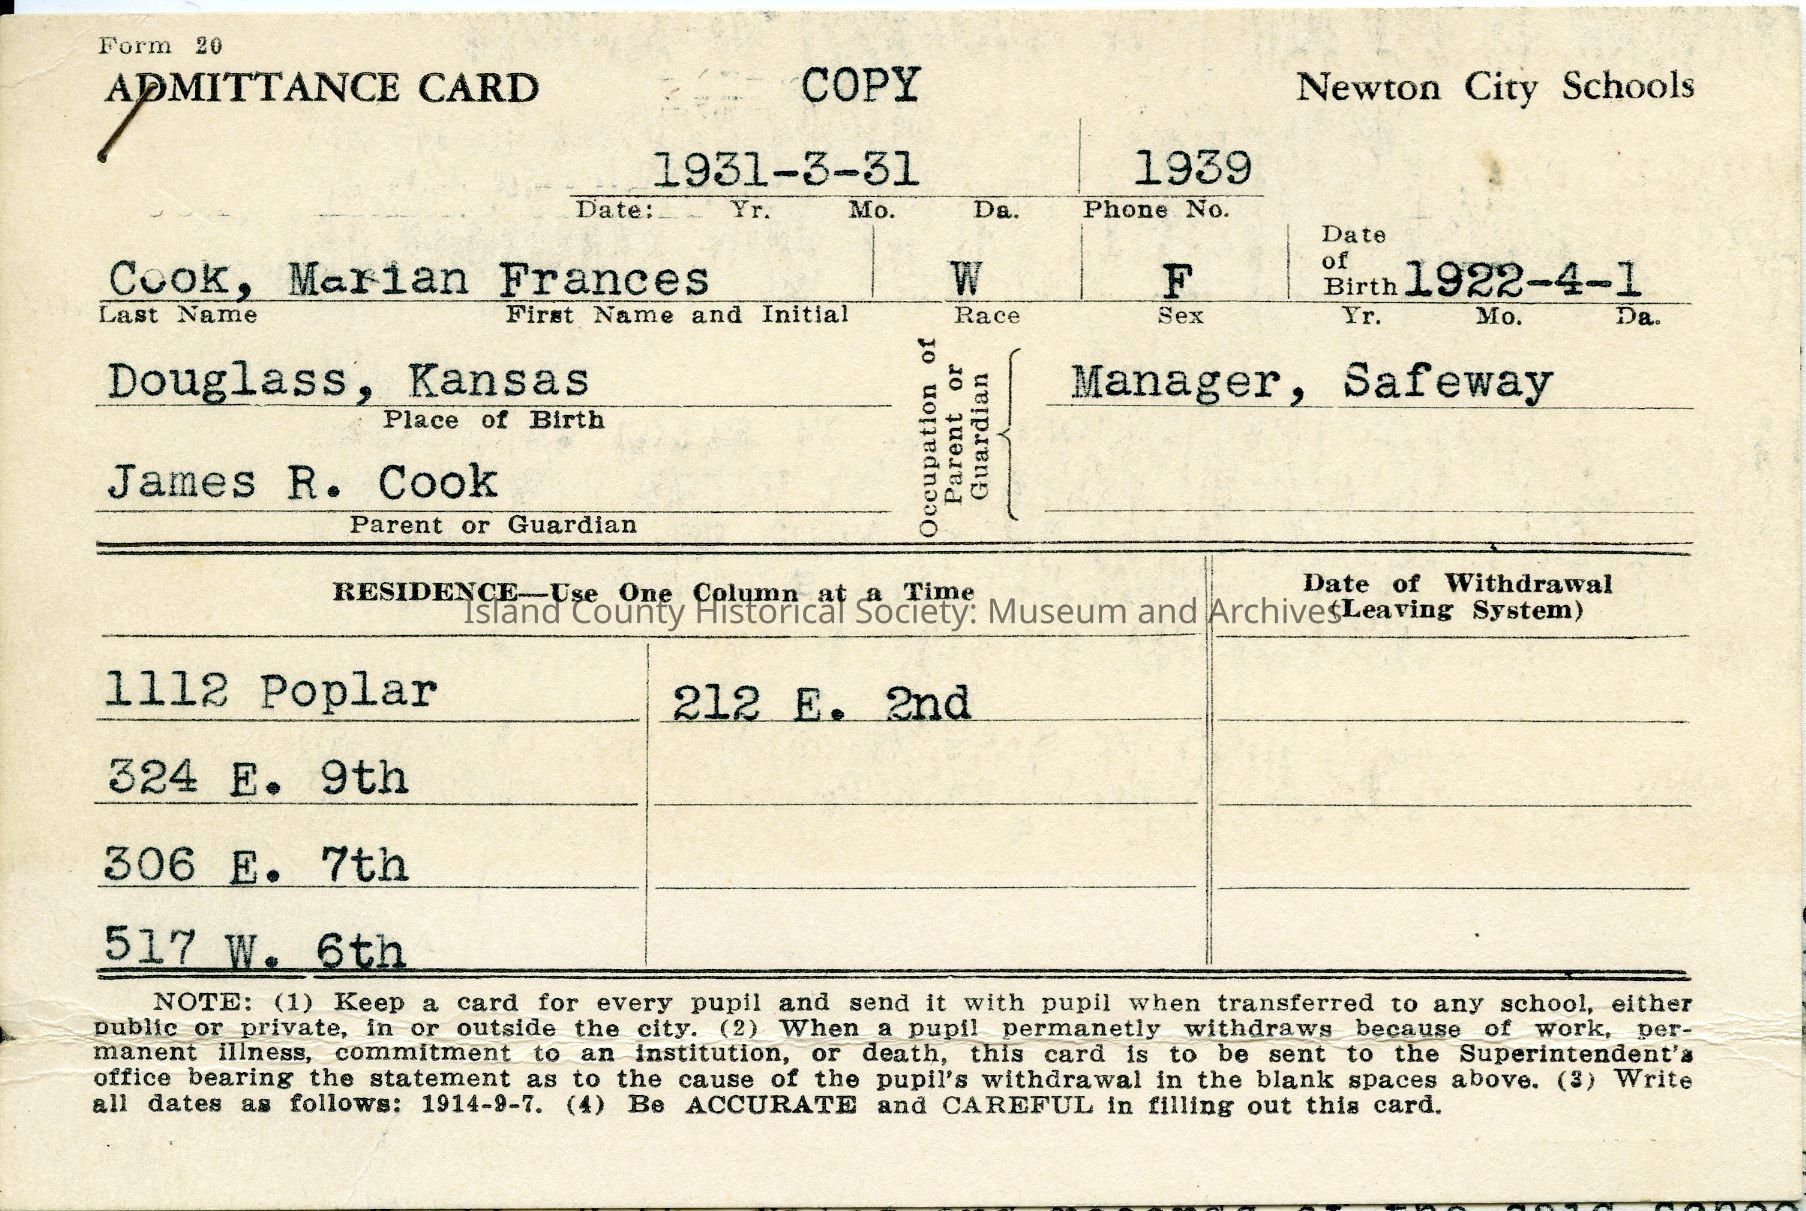 Form 20
ADMITTANCE CARD COPY Newton City Schools
1931-3-31 1939
Date: Yr. Mo. Da. Phone No.
Cook, Marian Frances W F Date of Birth 1922-4-1
Last Name First Name and Initial Race Sex Yr. Mo. Da.
Douglass, Kansas Occupation of Parent or Guardian Manager, Safeway
Place of Birth
James R. Cook
Parent or Guardian
RESIDENCE—Use One Column at a Time Date of Withdrawal
(Leaving System)
Island County Historical Society: Museum and Archives
1112 Poplar 212 E. 2nd
324 E. 9th
306 E. 7th
517 W. 6th
NOTE: (1) Keep a card for every pupil and send it with pupil when transferred to any school, either
public or private, in or outside the city. (2) When a pupil permanetly withdraws because of work, per-
manent illness, commitment to an institution, or death, this card is to be sent to the Superintendent's
office bearing the statement as to the cause of the pupil's withdrawal in the blank spaces above. (3) Write
all dates as follows: 1914-9-7. (4) Be ACCURATE and CAREFUL in filling out this card.